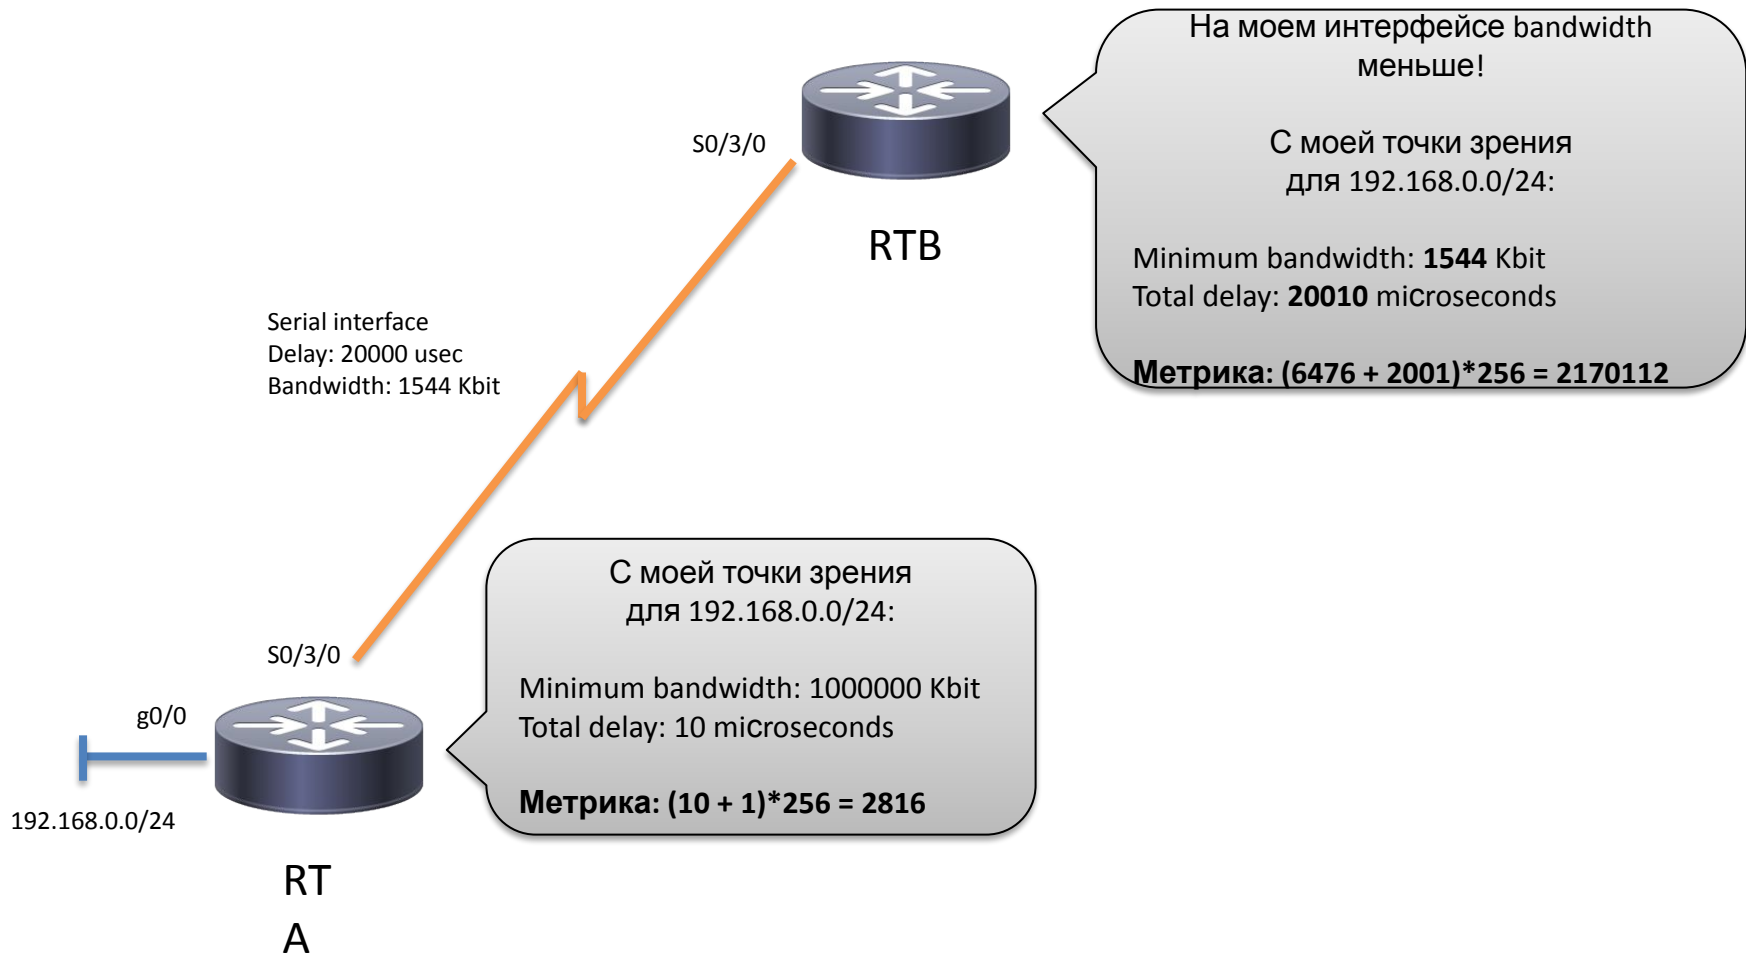 На моем интерфейсе bandwidth
меньше!
С моей точки зрения
для 192.168.0.0/24:
Minimum bandwidth: 1544 Kbit
Total delay: 20010 miсroseconds
Метрика: (6476 + 2001)*256 = 2170112
S0/3/0
RTB
Serial interface
Delay: 20000 usec
Bandwidth: 1544 Kbit
С моей точки зрения
для 192.168.0.0/24:
Minimum bandwidth: 1000000 Kbit
Total delay: 10 miсroseconds
Метрика: (10 + 1)*256 = 2816
S0/3/0
g0/0
192.168.0.0/24
RT
A